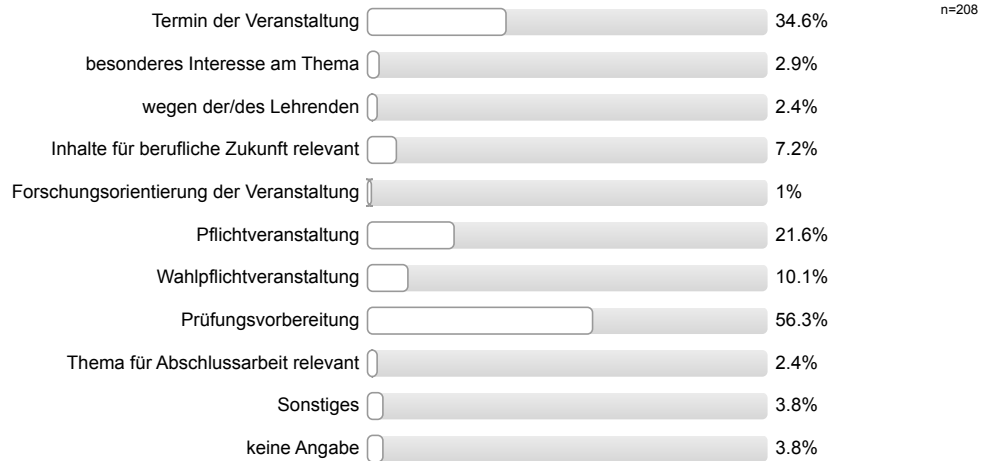 n=208
Termin der Veranstaltung 34.6%
besonderes Interesse am Thema 2.9%
wegen der/des Lehrenden 2.4%
Inhalte für berufliche Zukunft relevant 7.2%
Forschungsorientierung der Veranstaltung 1%
Pflichtveranstaltung 21.6%
Wahlpflichtveranstaltung 10.1%
Prüfungsvorbereitung 56.3%
Thema für Abschlussarbeit relevant 2.4%
Sonstiges 3.8%
keine Angabe 3.8%